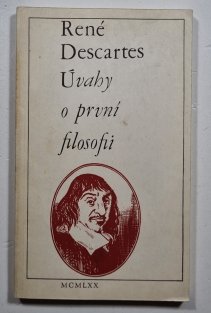 René
Descartes
Úvahy
o první
filosofii
MCMLXX